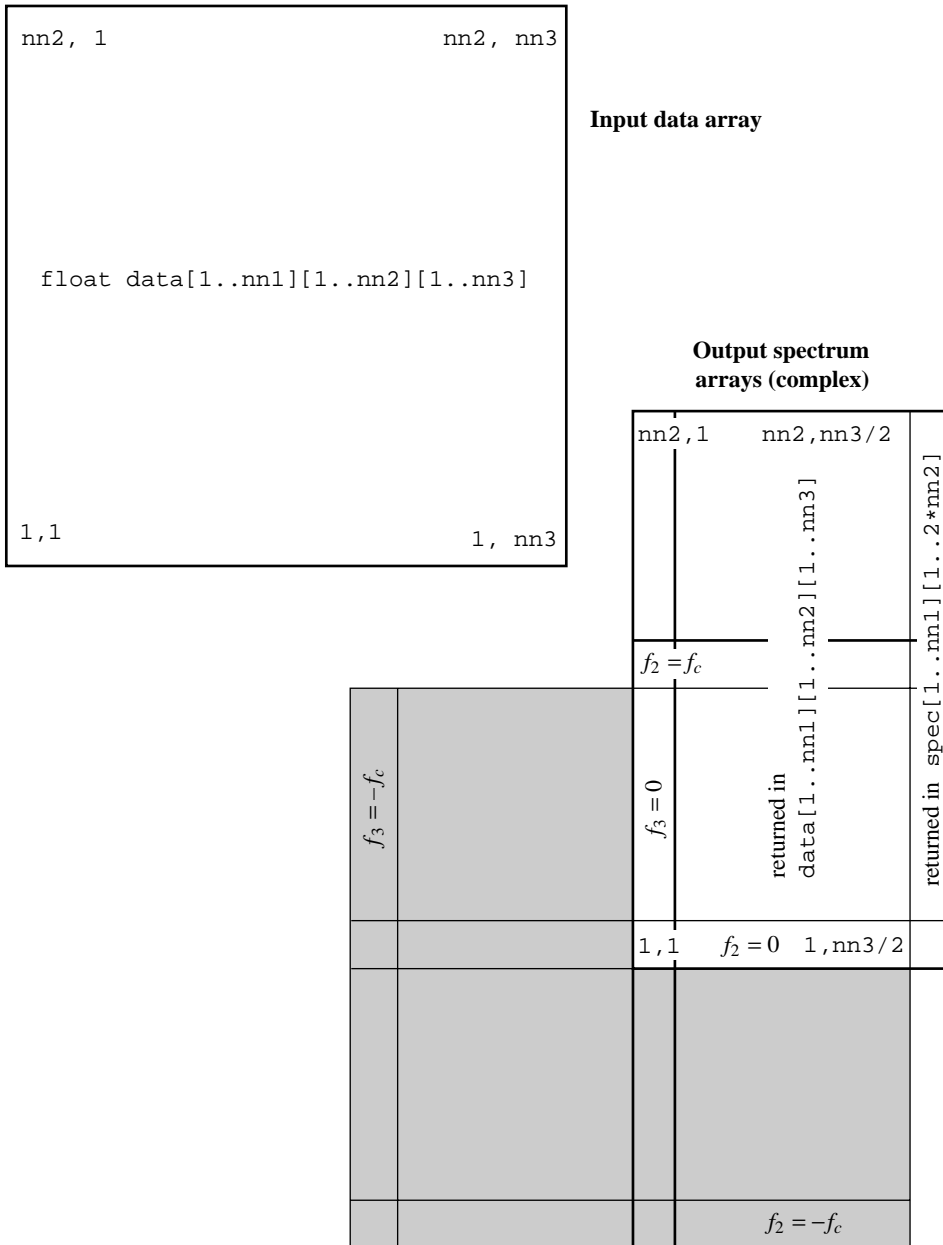 nn2, 1
nn2, nn3
Input data array
float data[1..nn1][1..nn2][1..nn3]
1,1
1, nn3
Output spectrum
arrays (complex)
nn2,1
nn2,nn3/2
f2 = fc
f3 = −fc
f3 = 0
returned in
data[1..nn1][1..nn2][1..nn3]
returned in spec[1..nn1][1..2*nn2]
1,1
f2 = 0
1,nn3/2
f2 = −fc